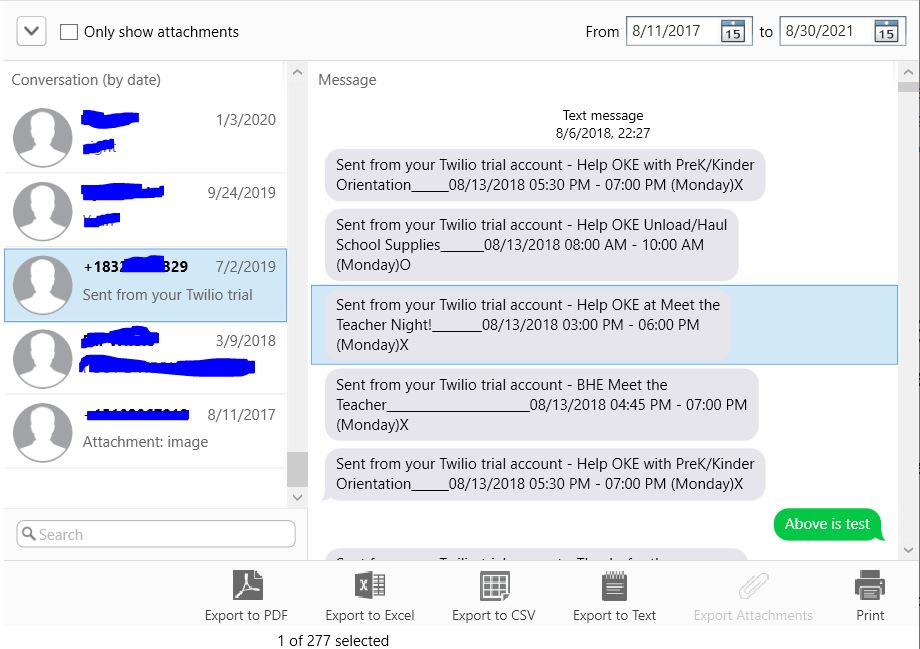 Only show attachments
From 8/11/2017 15 to 8/30/2021 15
Conversation (by date)
1/3/2020
9/24/2019
+1832 329 7/2/2019
Sent from your Twilio trial
3/9/2018
8/11/2017
Attachment: image
Search
Message
Text message
8/6/2018, 22:27
Sent from your Twilio trial account - Help OKE with PreK/Kinder
Orientation_____08/13/2018 05:30 PM - 07:00 PM (Monday)X
Sent from your Twilio trial account - Help OKE Unload/Haul
School Supplies______08/13/2018 08:00 AM - 10:00 AM
(Monday)O
Sent from your Twilio trial account - Help OKE at Meet the
Teacher Night!_______08/13/2018 03:00 PM - 06:00 PM
(Monday)X
Sent from your Twilio trial account - BHE Meet the
Teacher____________________08/13/2018 04:45 PM - 07:00 PM
(Monday)X
Sent from your Twilio trial account - Help OKE with PreK/Kinder
Orientation_____08/13/2018 05:30 PM - 07:00 PM (Monday)X
Above is test
Export to PDF
Export to Excel
Export to CSV
Export to Text
Export Attachments
Print
1 of 277 selected